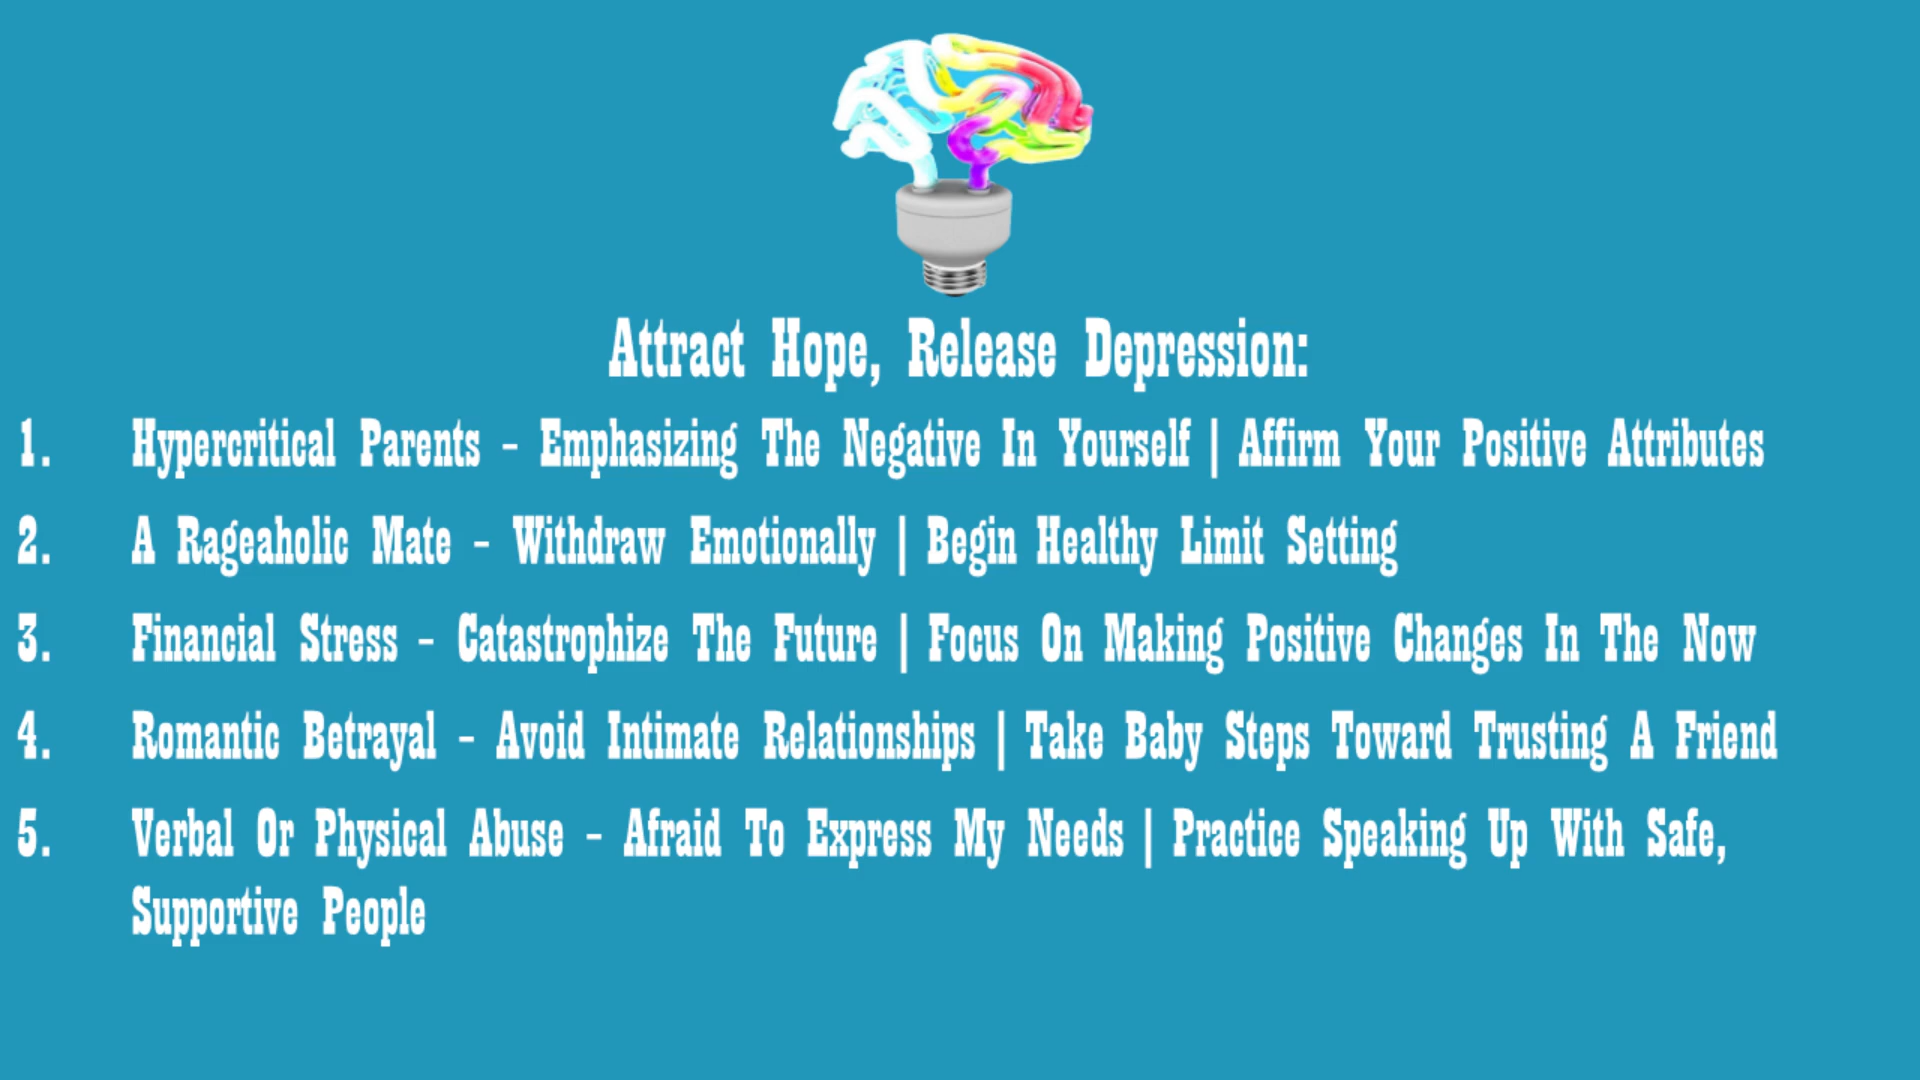 Attract Hope, Release Depression:
1. Hypercritical Parents - Emphasizing The Negative In Yourself | Affirm Your Positive Attributes
2. A Rageaholic Mate - Withdraw Emotionally | Begin Healthy Limit Setting
3. Financial Stress - Catastrophize The Future | Focus On Making Positive Changes In The Now
4. Romantic Betrayal - Avoid Intimate Relationships | Take Baby Steps Toward Trusting A Friend
5. Verbal Or Physical Abuse - Afraid To Express My Needs | Practice Speaking Up With Safe,
Supportive People